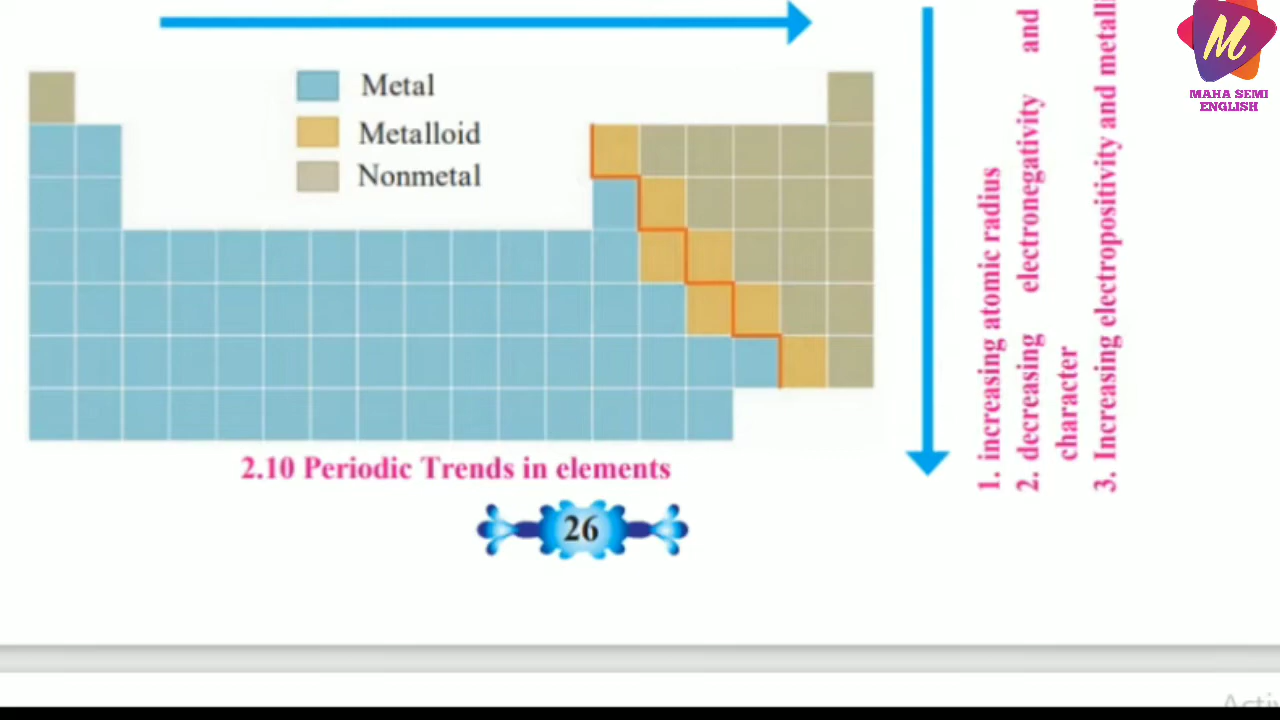 Metal
Metalloid
Nonmetal
2.10 Periodic Trends in elements
26
1. increasing atomic radius
2. decreasing electronegativity and
character
3. Increasing electropositivity and
M
MAHA SEMI
ENGLISH